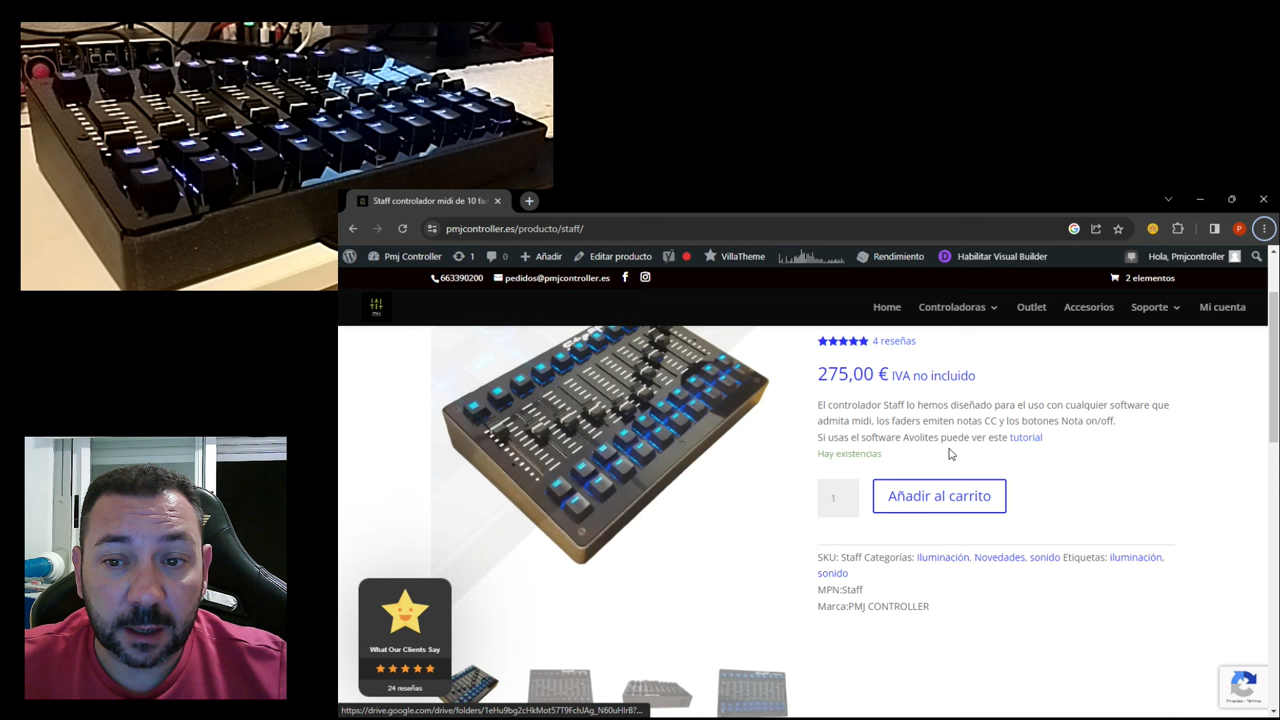 Staff controlador midi de 10 fac
pmjcontroller.es/producto/staff/
Pmj Controller
1
0
Añadir
Editar producto
VillaTheme
Rendimiento
Habilitar Visual Builder
Hola, Pmjcontroller
663390200
pedidos@pmjcontroller.es
2 elementos
Home
Controladoras
Outlet
Accesorios
Soporte
Mi cuenta
4 reseñas
275,00 € IVA no incluido
El controlador Staff lo hemos diseñado para el uso con cualquier software que
admita midi, los faders emiten notas CC y los botones Nota on/off.
Si usas el software Avolites puede ver este tutorial
Hay existencias
1
Añadir al carrito
SKU: Staff Categorías: Iluminación, Novedades, sonido Etiquetas: iluminación,
sonido
MPN:Staff
Marca:PMJ CONTROLLER
What Our Clients Say
24 reseñas
Privacidad - Términos